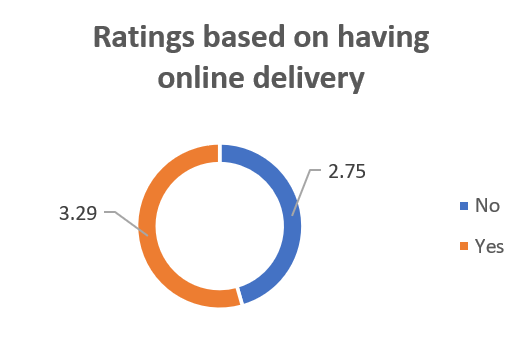 Ratings based on having
online delivery
2.75
3.29
No
Yes